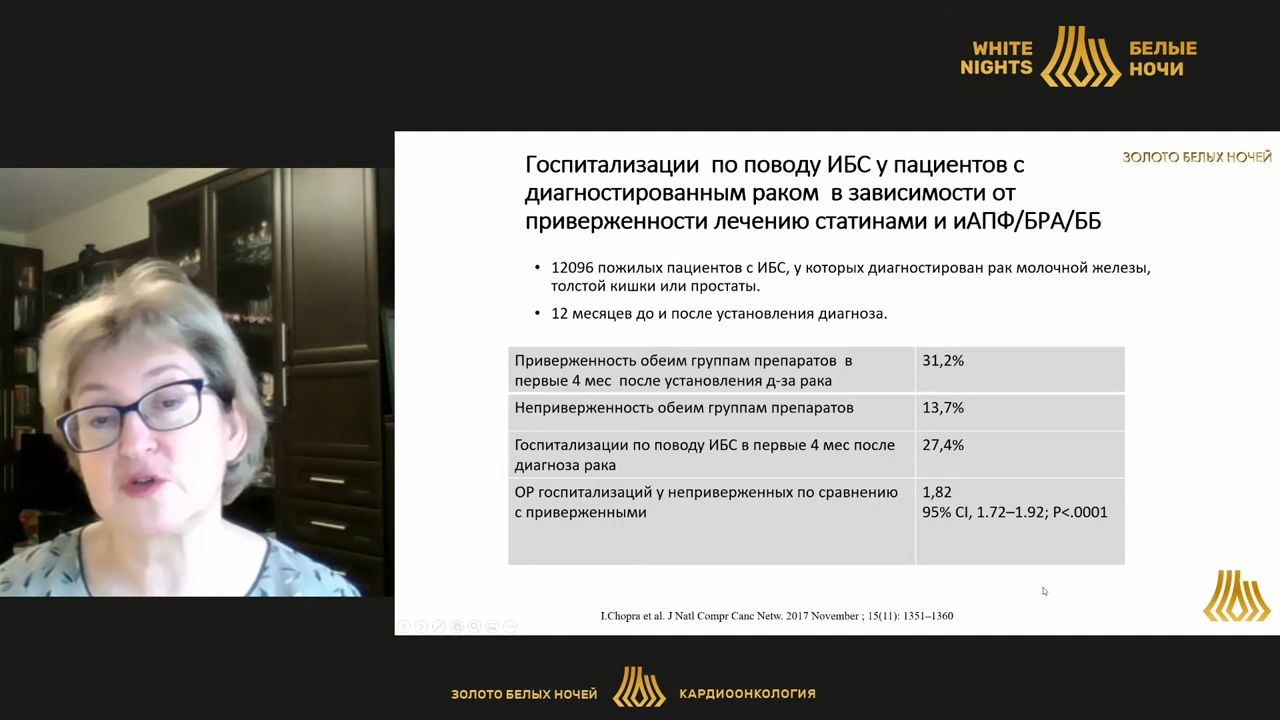 WHITE
NIGHTS
БЕЛЫЕ
НОЧИ
ЗОЛОТО БЕЛЫХ НОЧЕЙ
Госпитализации по поводу ИБС у пациентов с
диагностированным раком в зависимости от
приверженности лечению статинами и иАПФ/БРА/ББ
• 12096 пожилых пациентов с ИБС, у которых диагностирован рак молочной железы,
толстой кишки или простаты.
• 12 месяцев до и после установления диагноза.
Приверженность обеим группам препаратов в
первые 4 мес после установления д-за рака
31,2%
Неприверженность обеим группам препаратов
13,7%
Госпитализации по поводу ИБС в первые 4 мес после
диагноза рака
27,4%
ОР госпитализаций у неприверженных по сравнению
с приверженными
1,82
95% CI, 1.72–1.92; P<.0001
I.Chopra et al. J Natl Compr Canc Netw. 2017 November ; 15(11): 1351–1360
ЗОЛОТО БЕЛЫХ НОЧЕЙ
КАРДИООНКОЛОГИЯ